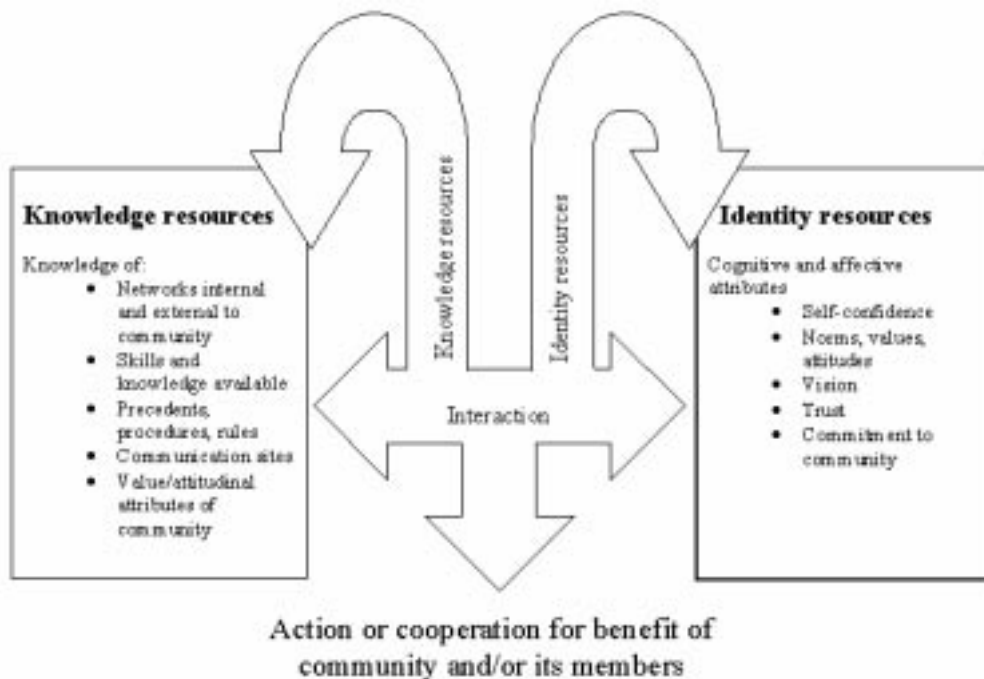 Knowledge resources
Knowledge of:
• Networks internal
and external to
community
• Skills and
knowledge available
• Precedents,
procedures, rules
• Communication sites
• Value/attitudinal
attributes of
community
Knowledge resources
Identity resources
Interaction
Identity resources
Cognitive and affective
attributes
• Self-confidence
• Norms, values,
attitudes
• Vision
• Trust
• Commitment to
community
Action or cooperation for benefit of
community and/or its members